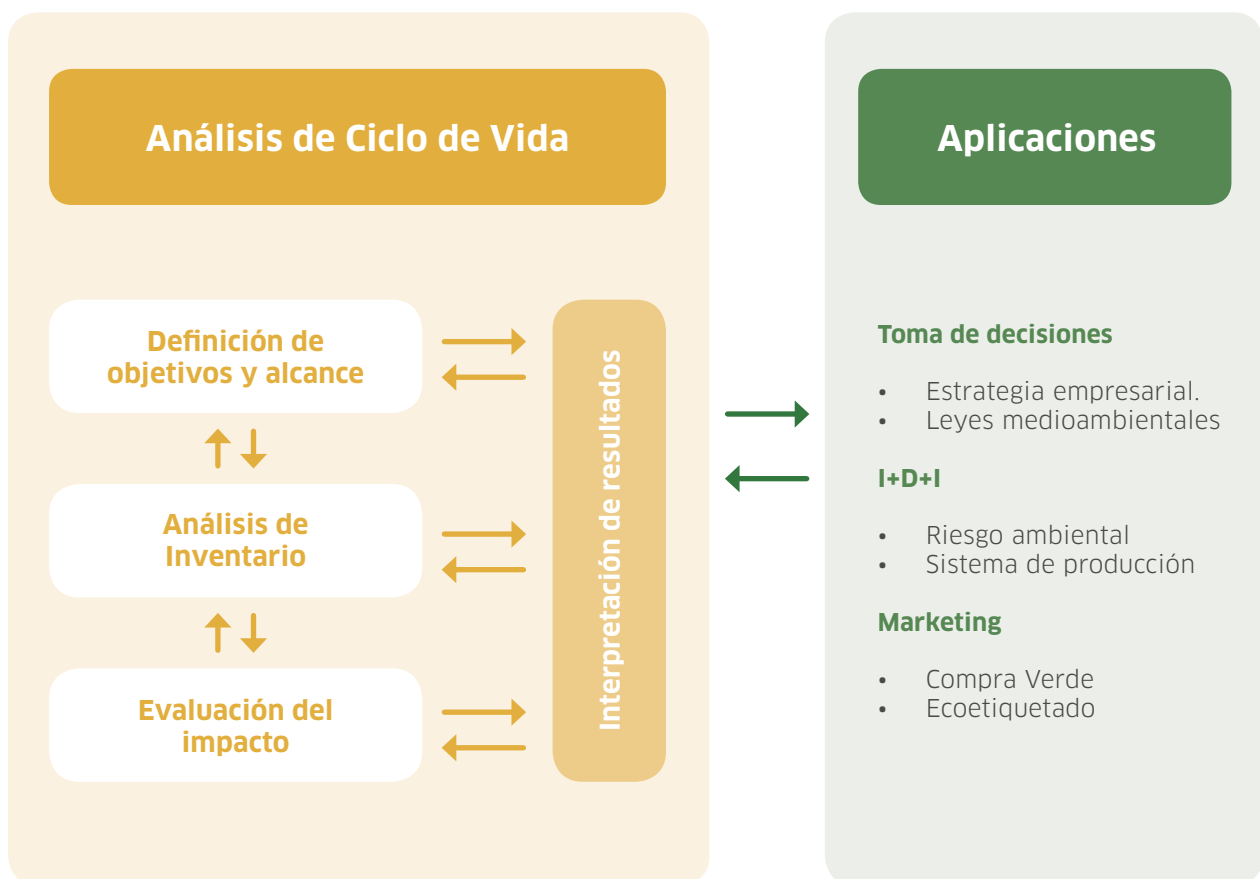 Análisis de Ciclo de Vida
Definición de
objetivos y alcance
Análisis de
Inventario
Evaluación del
impacto
Interpretación de resultados
Aplicaciones
Toma de decisiones
• Estrategia empresarial.
• Leyes medioambientales
I+D+I
• Riesgo ambiental
• Sistema de producción
Marketing
• Compra Verde
• Ecoetiquetado